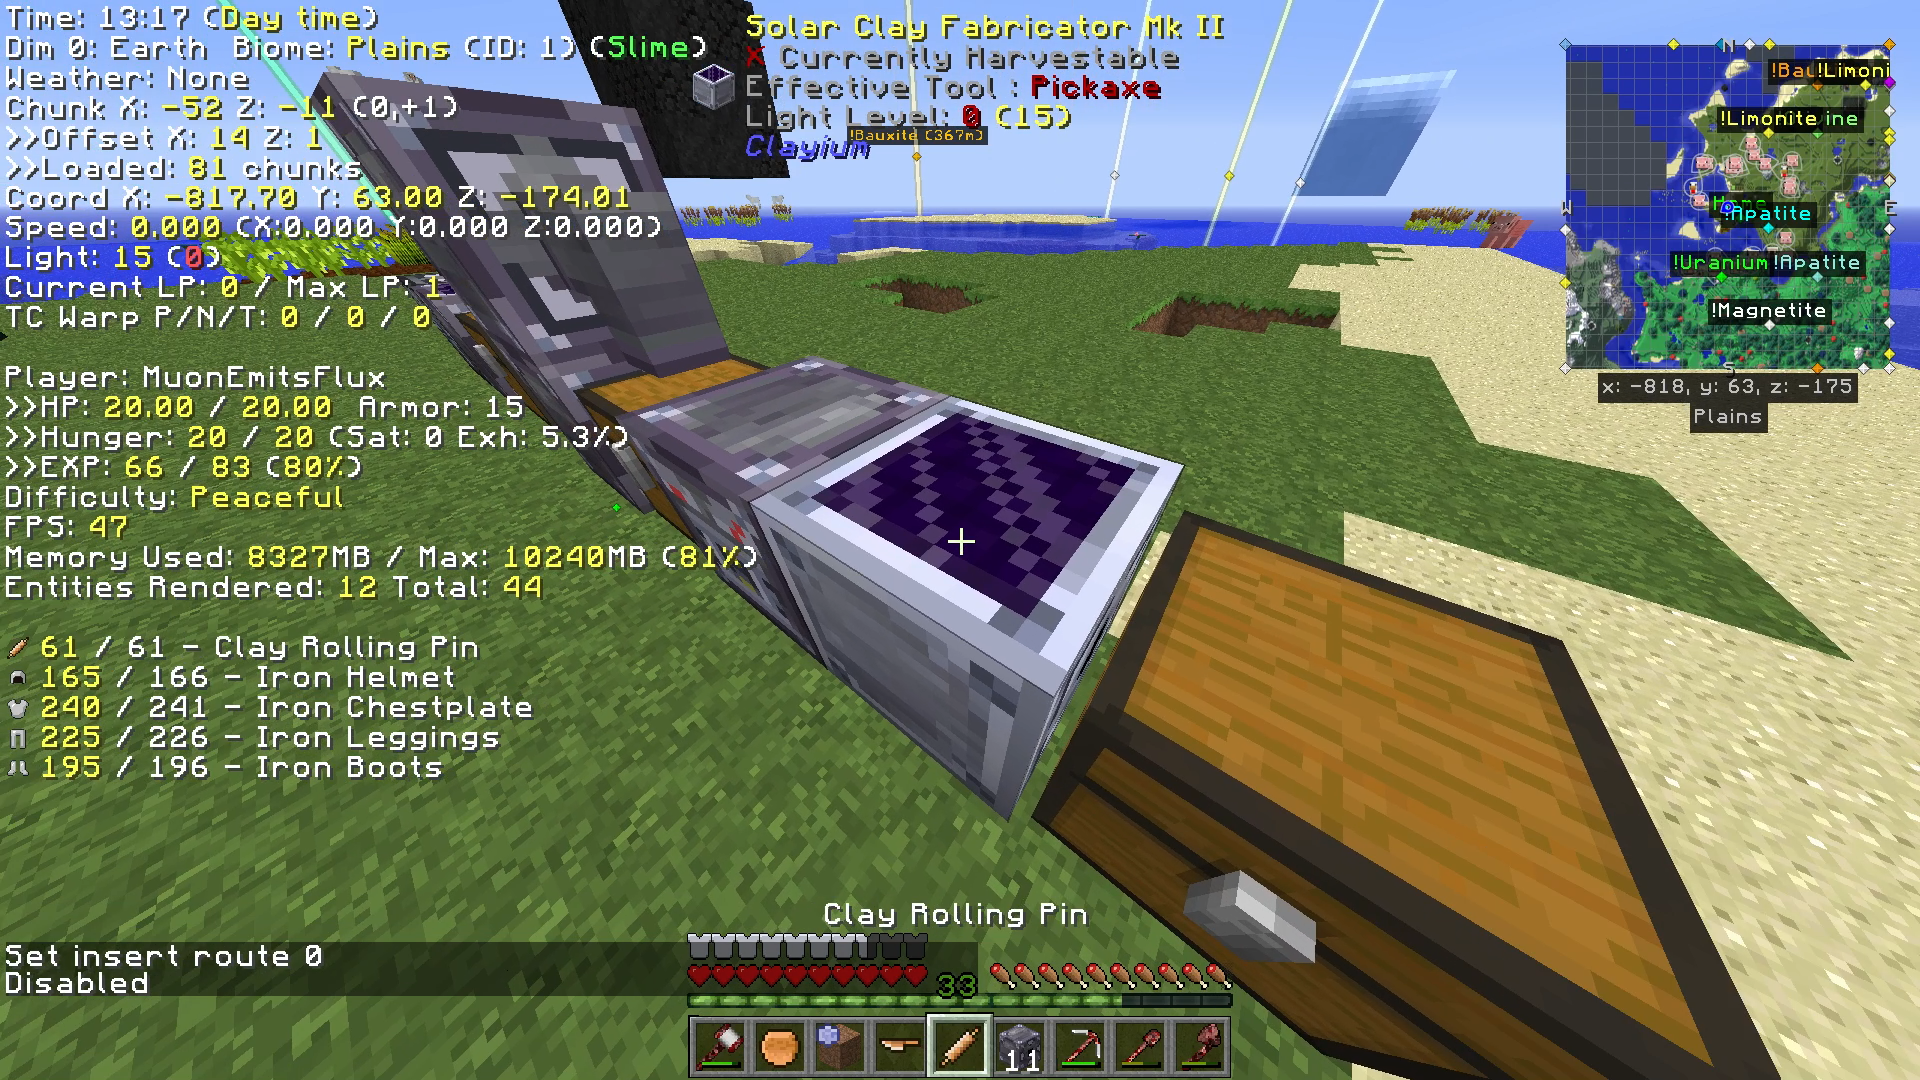 Time: 13:17 (Day time)
Dim 0: Earth Biome: Plains (ID: 1) (Slime)
Weather: None
Chunk X: -52 Z: -11 (0,+1)
>>Offset X: 14 Z: 1
>>Loaded: 81 chunks
Coord X: -817.70 Y: 63.00 Z: -174.01
Speed: 0.000 (X:0.000 Y:0.000 Z:0.000)
Light: 15 (0)
Current LP: 0 / Max LP: 1
TC Warp P/N/T: 0 / 0 / 0
Player: MuonEmitsFlux
>>HP: 20.00 / 20.00 Armor: 15
>>Hunger: 20 / 20 (Sat: 0 Exh: 5.3%)
>>EXP: 66 / 83 (80%)
Difficulty: Peaceful
FPS: 47
Memory Used: 8327MB / Max: 10240MB (81%)
Entities Rendered: 12 Total: 44
61 / 61 - Clay Rolling Pin
165 / 166 - Iron Helmet
240 / 241 - Iron Chestplate
225 / 226 - Iron Leggings
195 / 196 - Iron Boots
Solar Clay Fabricator Mk II
X Currently Harvestable
Effective Tool : Pickaxe
Light Level: 0 (15)
Clayium
!Bauxite (367m)
N
!Bau
!Limoni
!Limonite
ine
W
E
!Apatite
!Uranium
!Apatite
!Magnetite
S
x: -818, y: 63, z: -175
Plains
Clay Rolling Pin
Set insert route 0
Disabled
33
11